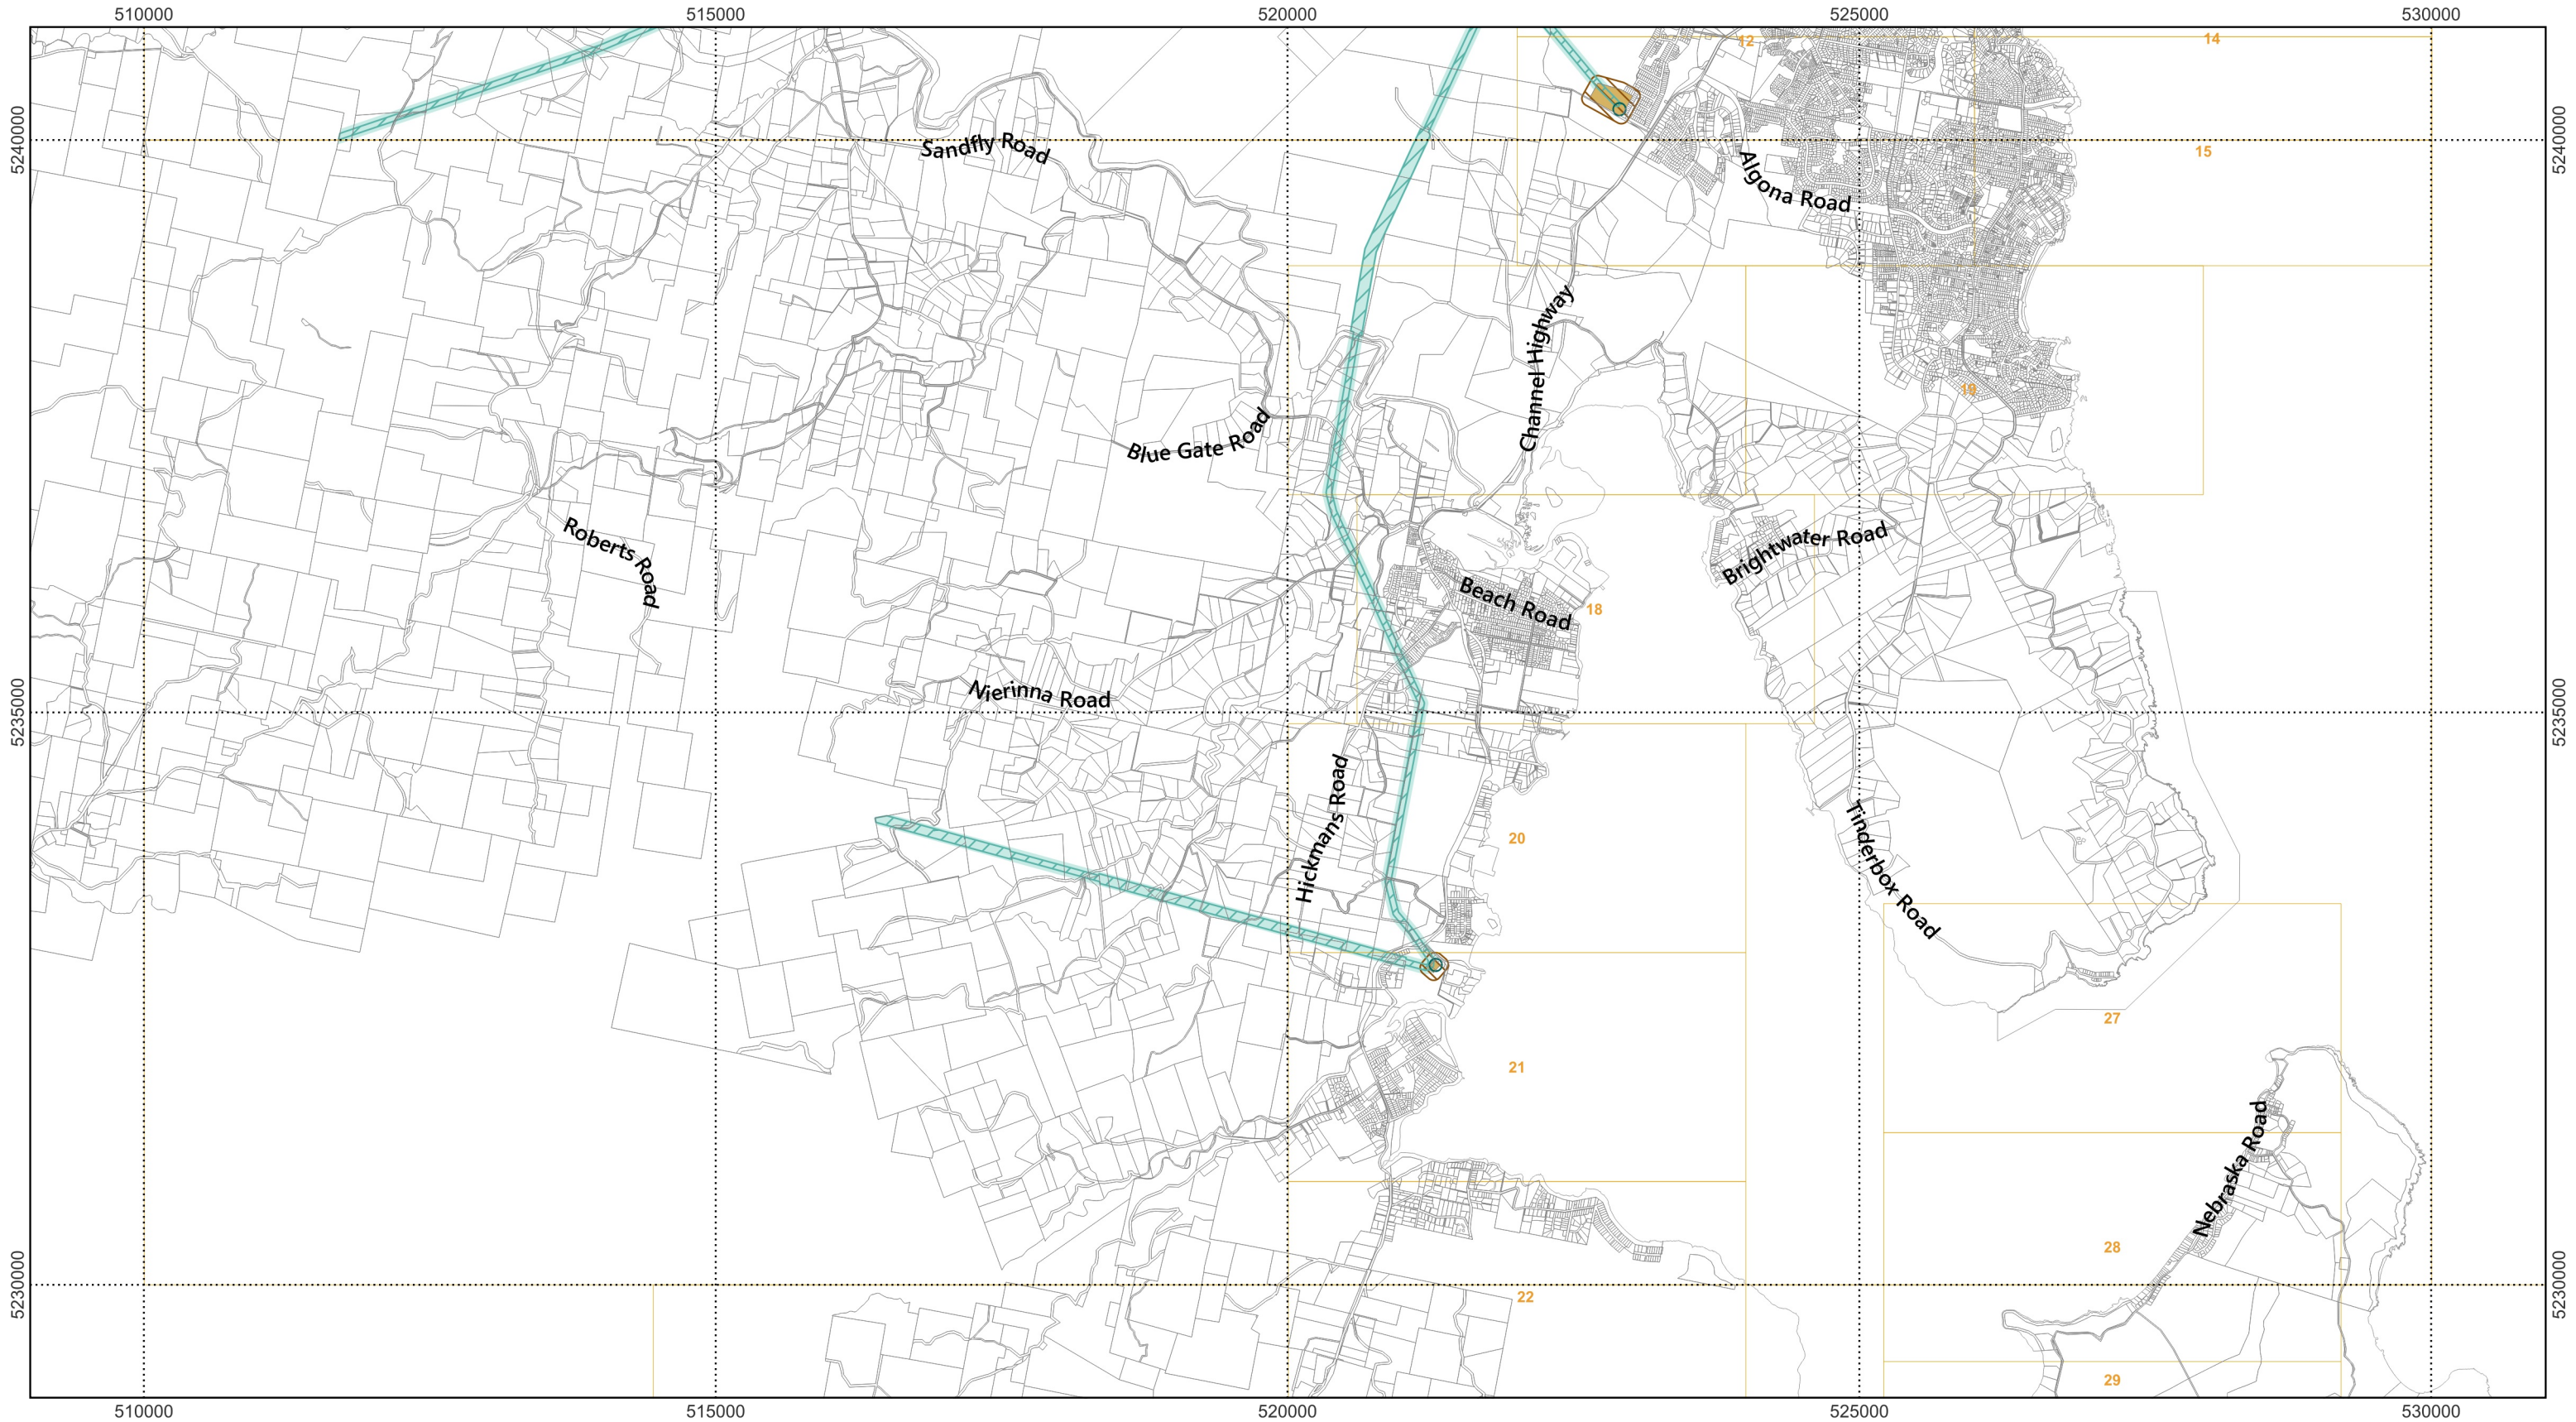 510000 515000 520000 525000 530000
12 14
5240000 Sandfly Road Algona Road 15 5240000
Channel Highway
19
Blue Gate Road
Roberts Road Brightwater Road
Beach Road 18
Nierinna Road
5235000 5235000
Hickmans Road 20 Tinderbox Road
27
21
Nebraska Road
28
5230000 22 5230000
29
510000 515000 520000 525000 530000